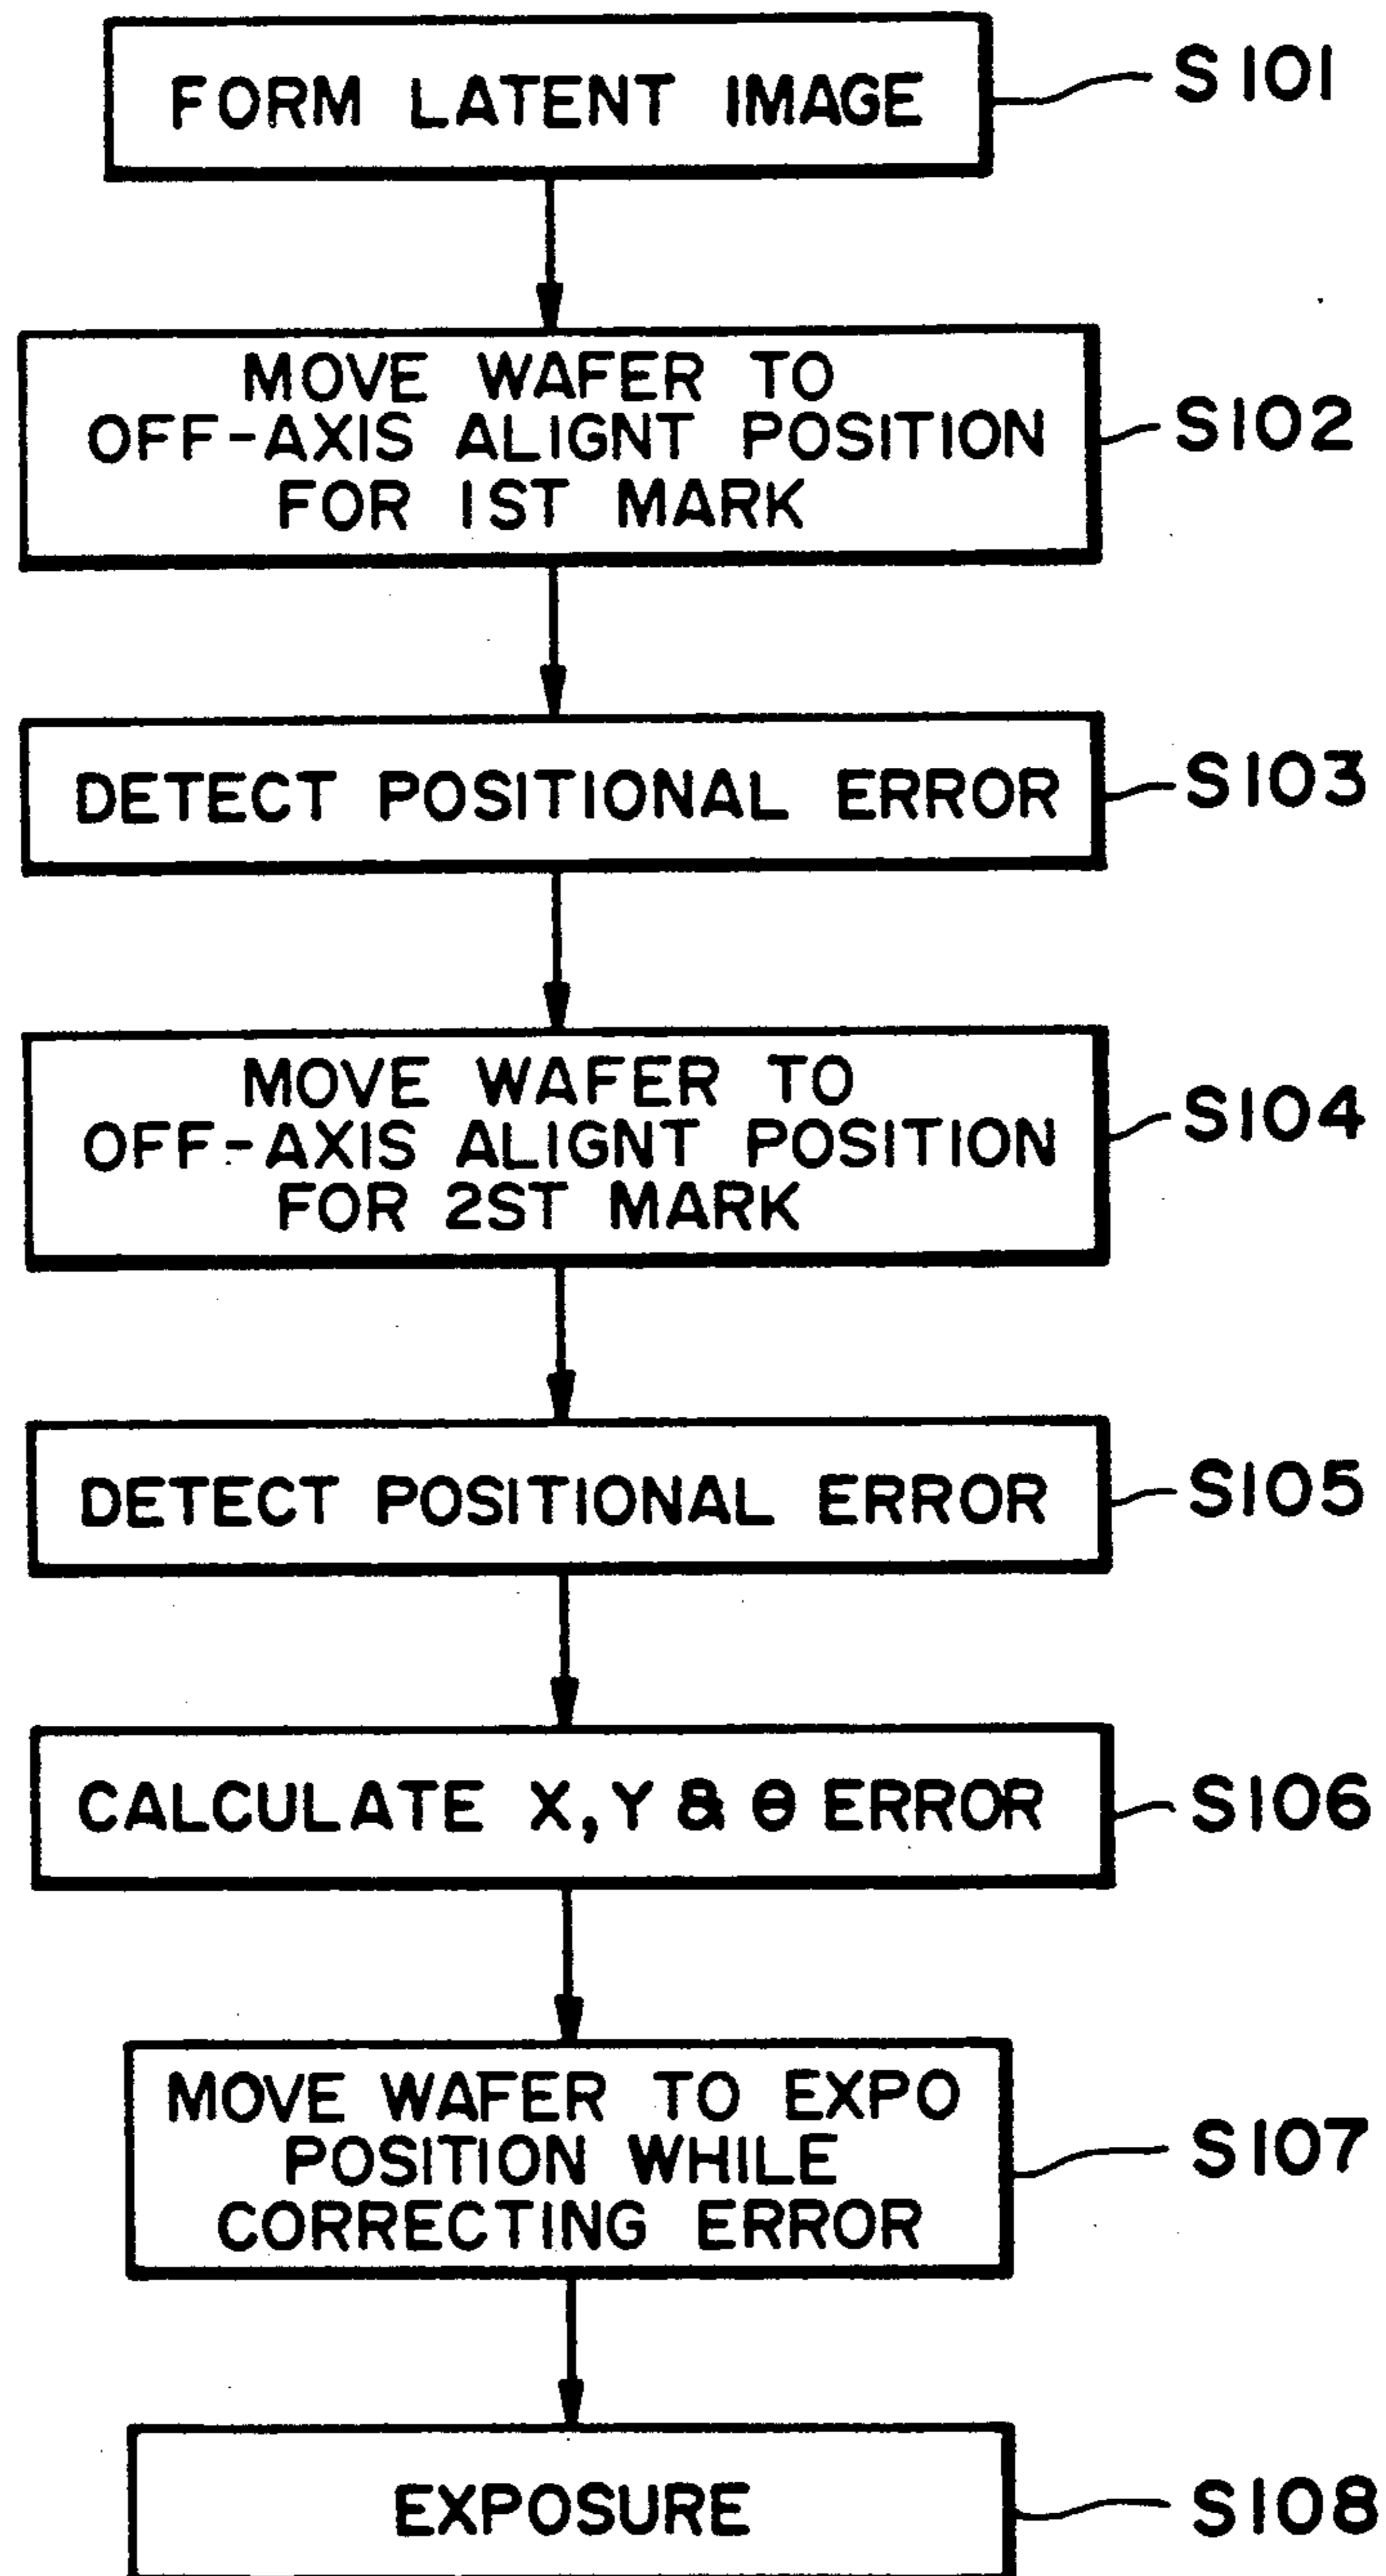 FORM LATENT IMAGE
S101
MOVE WAFER TO
OFF-AXIS ALIGNT POSITION
FOR 1ST MARK
S102
DETECT POSITIONAL ERROR
S103
MOVE WAFER TO
OFF-AXIS ALIGNT POSITION
FOR 2ST MARK
S104
DETECT POSITIONAL ERROR
S105
CALCULATE X, Y & θ ERROR
S106
MOVE WAFER TO EXPO
POSITION WHILE
CORRECTING ERROR
S107
EXPOSURE
S108